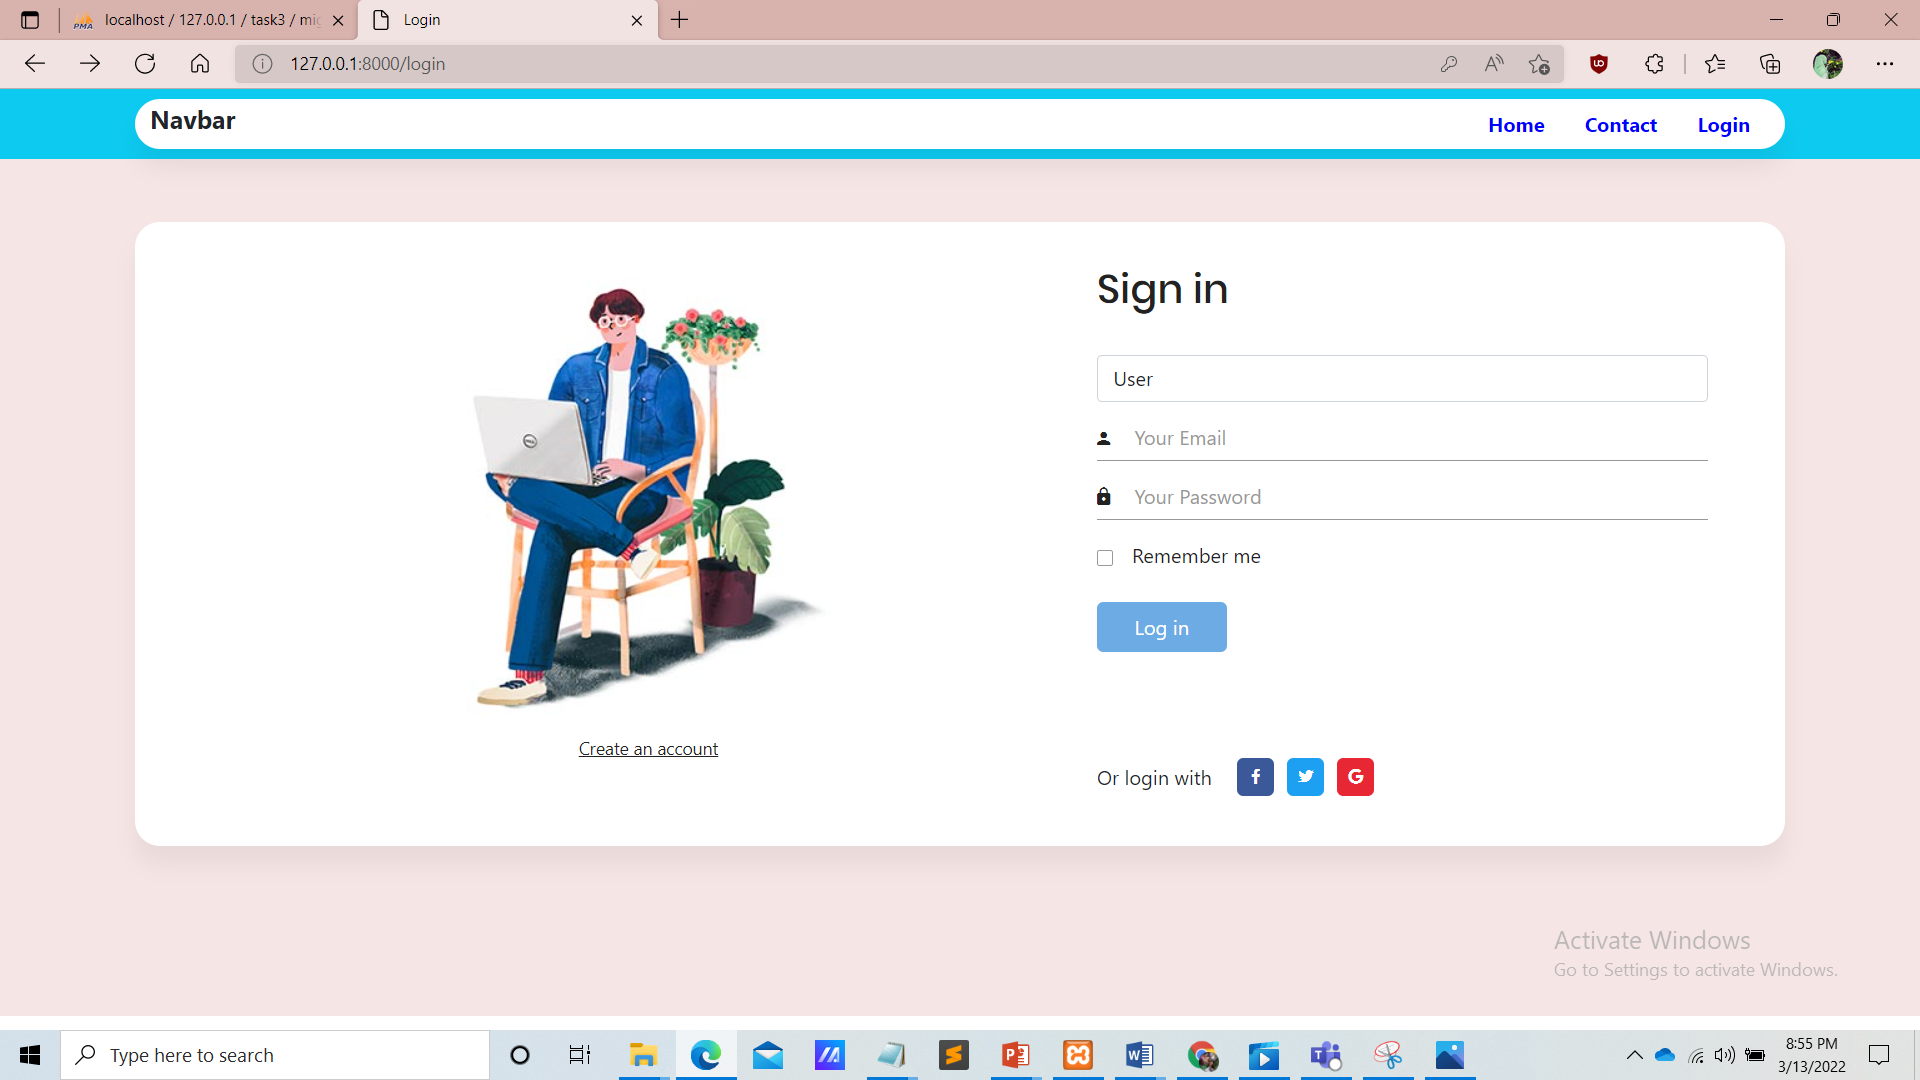 localhost / 127.0.0.1 / task3 / mig
Login
127.0.0.1:8000/login
Navbar
Home
Contact
Login
Sign in
User
Your Email
Your Password
Remember me
Log in
Create an account
Or login with
Activate Windows
Go to Settings to activate Windows.
Type here to search
8:55 PM
3/13/2022